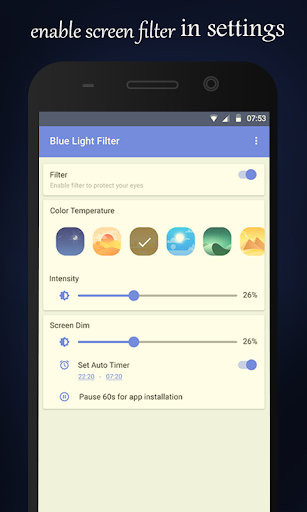 enable screen filter in settings
07:53
Blue Light Filter
Filter
Enable filter to protect your eyes
Color Temperature
Intensity
26%
Screen Dim
26%
Set Auto Timer
22:20 - 07:20
Pause 60s for app installation